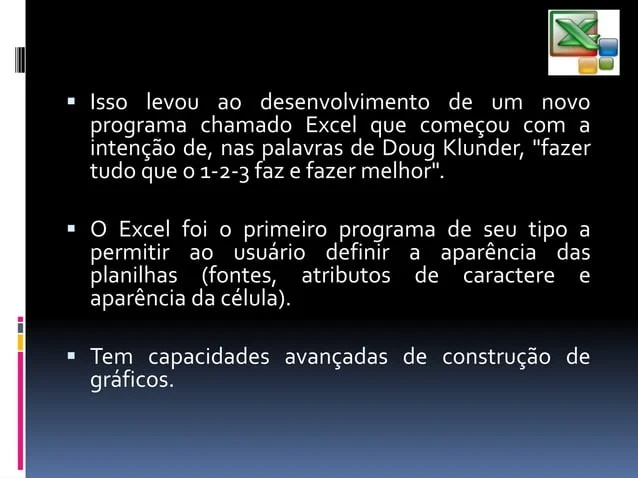 Isso levou ao desenvolvimento de um novo
programa chamado Excel que começou com a
intenção de, nas palavras de Doug Klunder, "fazer
tudo que o 1-2-3 faz e fazer melhor".
O Excel foi o primeiro programa de seu tipo a
permitir ao usuário definir a aparência das
planilhas (fontes, atributos de caractere e
aparência da célula).
Tem capacidades avançadas de construção de
gráficos.